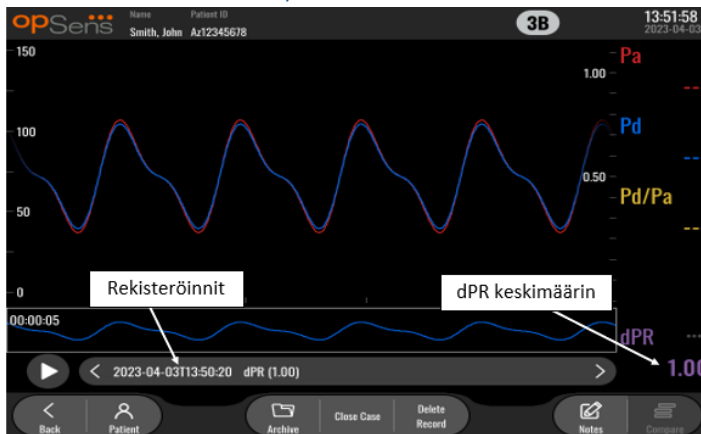 opSens
Name
Patient ID
Smith, John
Az12345678
3B
13:51:58
2023-04-03
150
100
50
0
1.00
0.50
Pa
--
Pd
--
Pd/Pa
--
Rekisteröinnit
dPR keskimäärin
00:00:05
dPR
---
1.00
2023-04-03T13:50:20 dPR (1.00)
Back
Patient
Archive
Close Case
Delete
Record
Notes
Compare